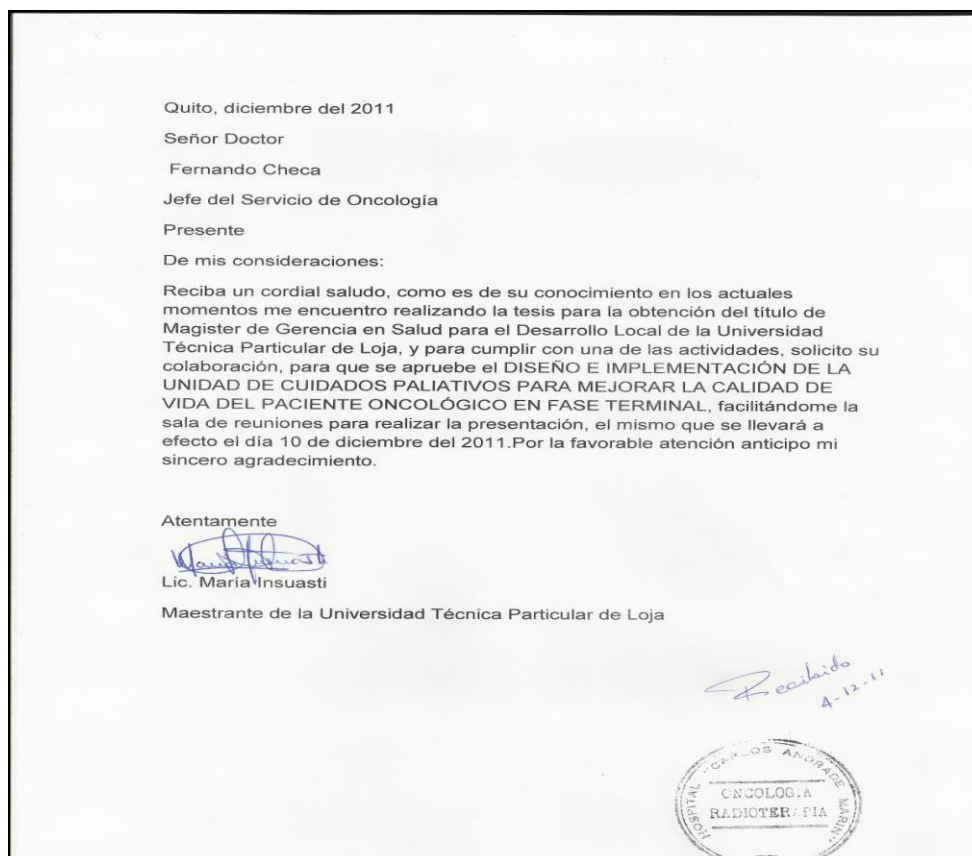 Quito, diciembre del 2011
Señor Doctor
Fernando Checa
Jefe del Servicio de Oncología
Presente
De mis consideraciones:
Reciba un cordial saludo, como es de su conocimiento en los actuales
momentos me encuentro realizando la tesis para la obtención del título de
Magister de Gerencia en Salud para el Desarrollo Local de la Universidad
Técnica Particular de Loja, y para cumplir con una de las actividades, solicito su
colaboración, para que se apruebe el DISEÑO E IMPLEMENTACIÓN DE LA
UNIDAD DE CUIDADOS PALIATIVOS PARA MEJORAR LA CALIDAD DE
VIDA DEL PACIENTE ONCOLÓGICO EN FASE TERMINAL, facilitándome la
sala de reuniones para realizar la presentación, el mismo que se llevará a
efecto el día 10 de diciembre del 2011.Por la favorable atención anticipo mi
sincero agradecimiento.
Atentamente
Lic. María Insuasti
Maestrante de la Universidad Técnica Particular de Loja
Recibido
4-12-11
HOSPITAL "CARLOS ANDRADE MARIN"
ONCOLOGIA
RADIOTERAPIA